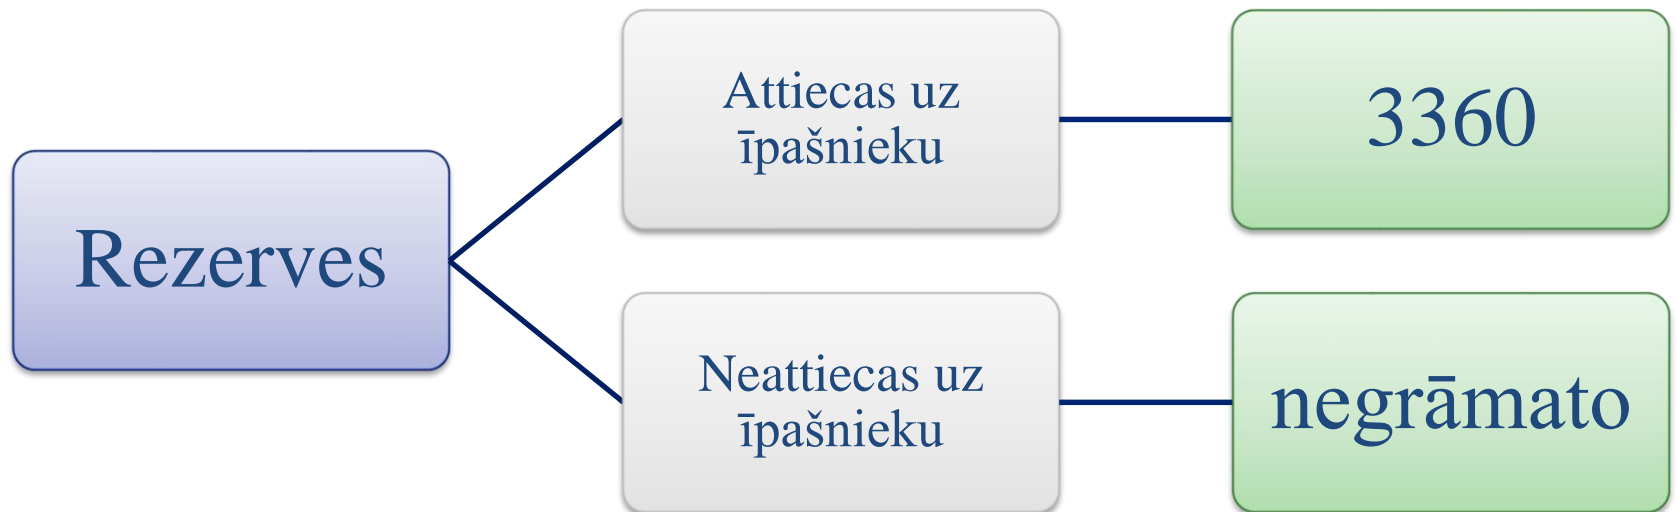 Rezerves
Attiecas uz
īpašnieku
3360
Neattiecas uz
īpašnieku
negrāmato